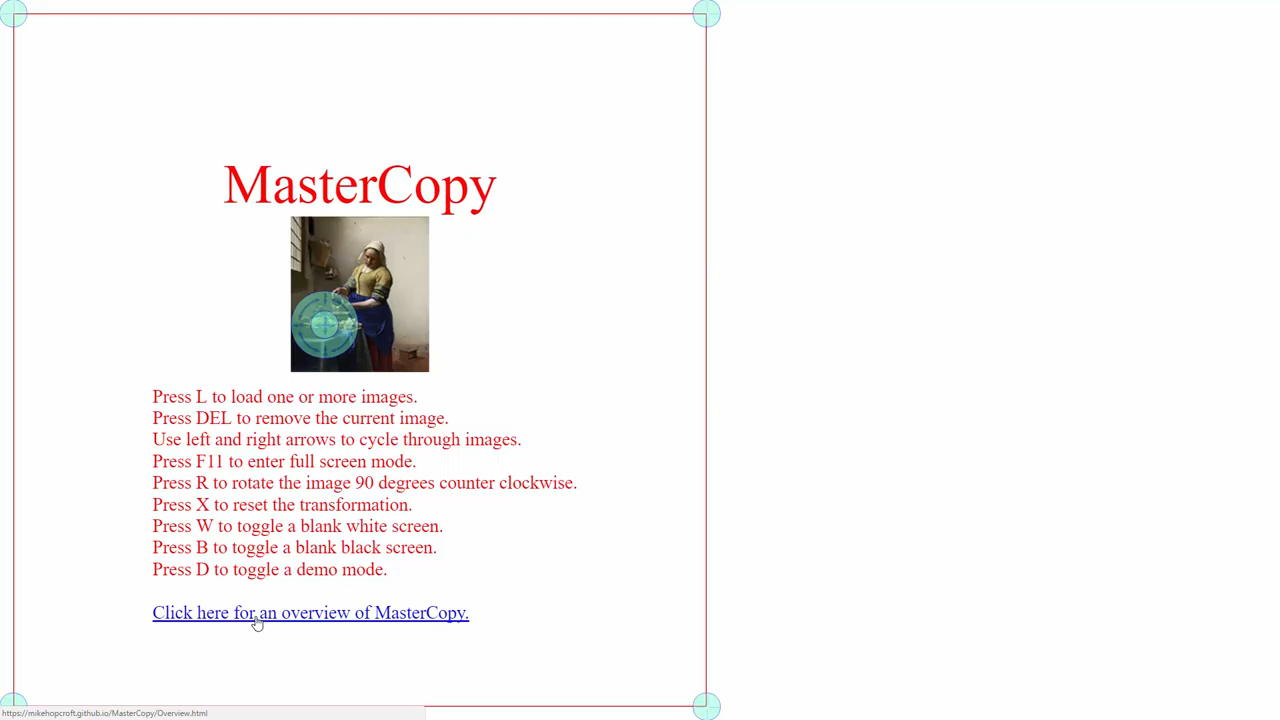 MasterCopy
Press L to load one or more images.
Press DEL to remove the current image.
Use left and right arrows to cycle through images.
Press F11 to enter full screen mode.
Press R to rotate the image 90 degrees counter clockwise.
Press X to reset the transformation.
Press W to toggle a blank white screen.
Press B to toggle a blank black screen.
Press D to toggle a demo mode.
Click here for an overview of MasterCopy.
https://mikehopcroft.github.io/MasterCopy/Overview.html